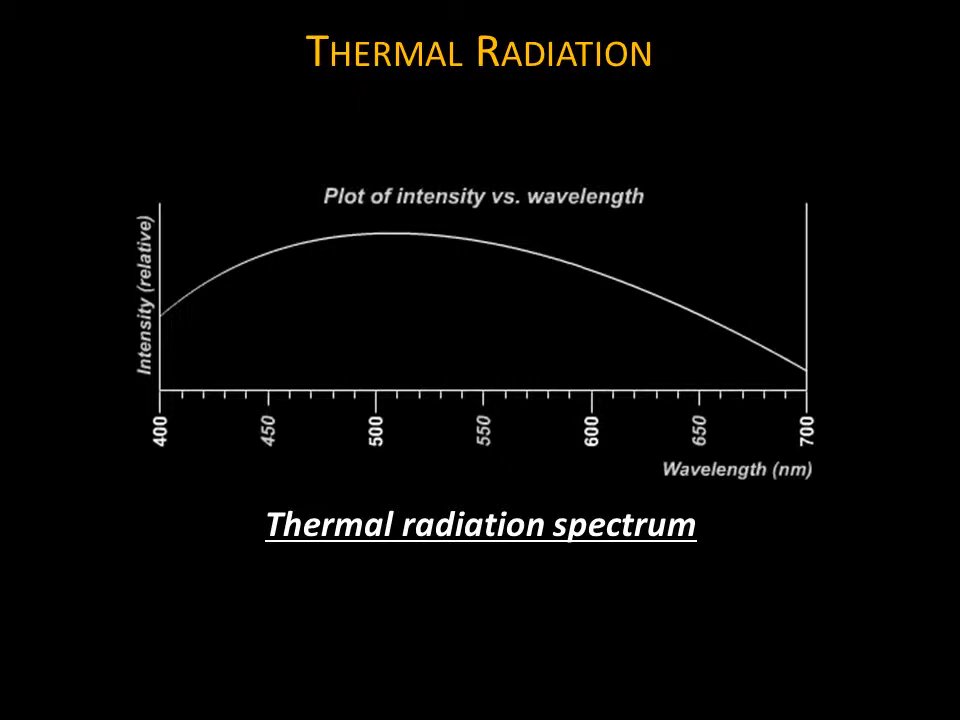 THERMAL RADIATION
Plot of intensity vs. wavelength
Intensity (relative)
400 450 500 550 600 650 700
Wavelength (nm)
Thermal radiation spectrum